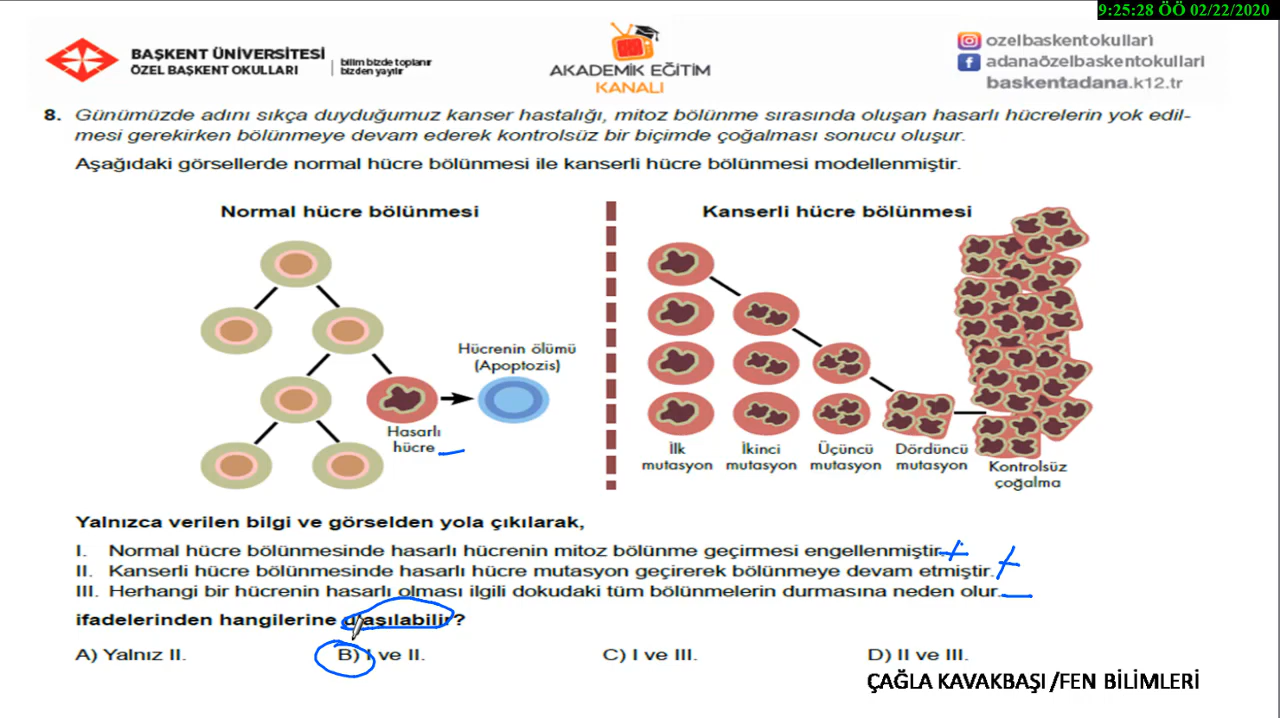 9:25:28 ÖÖ 02/22/2020
BAŞKENT ÜNİVERSİTESİ
ÖZEL BAŞKENT OKULLARI
bilim bizde toplanır
bizden yayılır
AKADEMİK EĞİTİM
KANALI
ozelbaskentokullari
adanaözelbaskentokullari
baskentadana.k12.tr
8. Günümüzde adını sıkça duyduğumuz kanser hastalığı, mitoz bölünme sırasında oluşan hasarlı hücrelerin yok edil-
mesi gerekirken bölünmeye devam ederek kontrolsüz bir biçimde çoğalması sonucu oluşur.
Aşağıdaki görsellerde normal hücre bölünmesi ile kanserli hücre bölünmesi modellenmiştir.
Normal hücre bölünmesi
Hücrenin ölümü
(Apoptozis)
Hasarlı
hücre
Kanserli hücre bölünmesi
İlk
mutasyon
İkinci
mutasyon
Üçüncü
mutasyon
Dördüncü
mutasyon
Kontrolsüz
çoğalma
Yalnızca verilen bilgi ve görselden yola çıkılarak,
I. Normal hücre bölünmesinde hasarlı hücrenin mitoz bölünme geçirmesi engellenmiştir.
II. Kanserli hücre bölünmesinde hasarlı hücre mutasyon geçirerek bölünmeye devam etmiştir.
III. Herhangi bir hücrenin hasarlı olması ilgili dokudaki tüm bölünmelerin durmasına neden olur.
ifadelerinden hangilerine ulaşılabilir?
A) Yalnız II. B) I ve II. C) I ve III. D) II ve III.
ÇAĞLA KAVAKBAŞI /FEN BİLİMLERİ